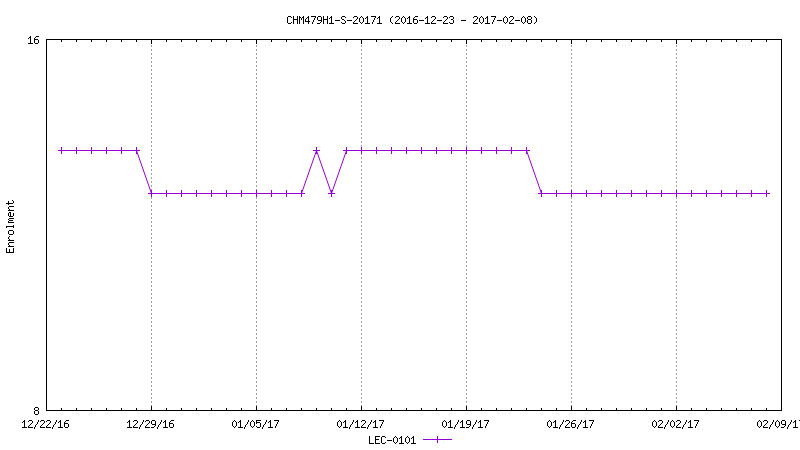 CHM479H1-S-20171 (2016-12-23 - 2017-02-08)
16
Enrolment
8
12/22/16 12/29/16 01/05/17 01/12/17 01/19/17 01/26/17 02/02/17 02/09/1
LEC-0101